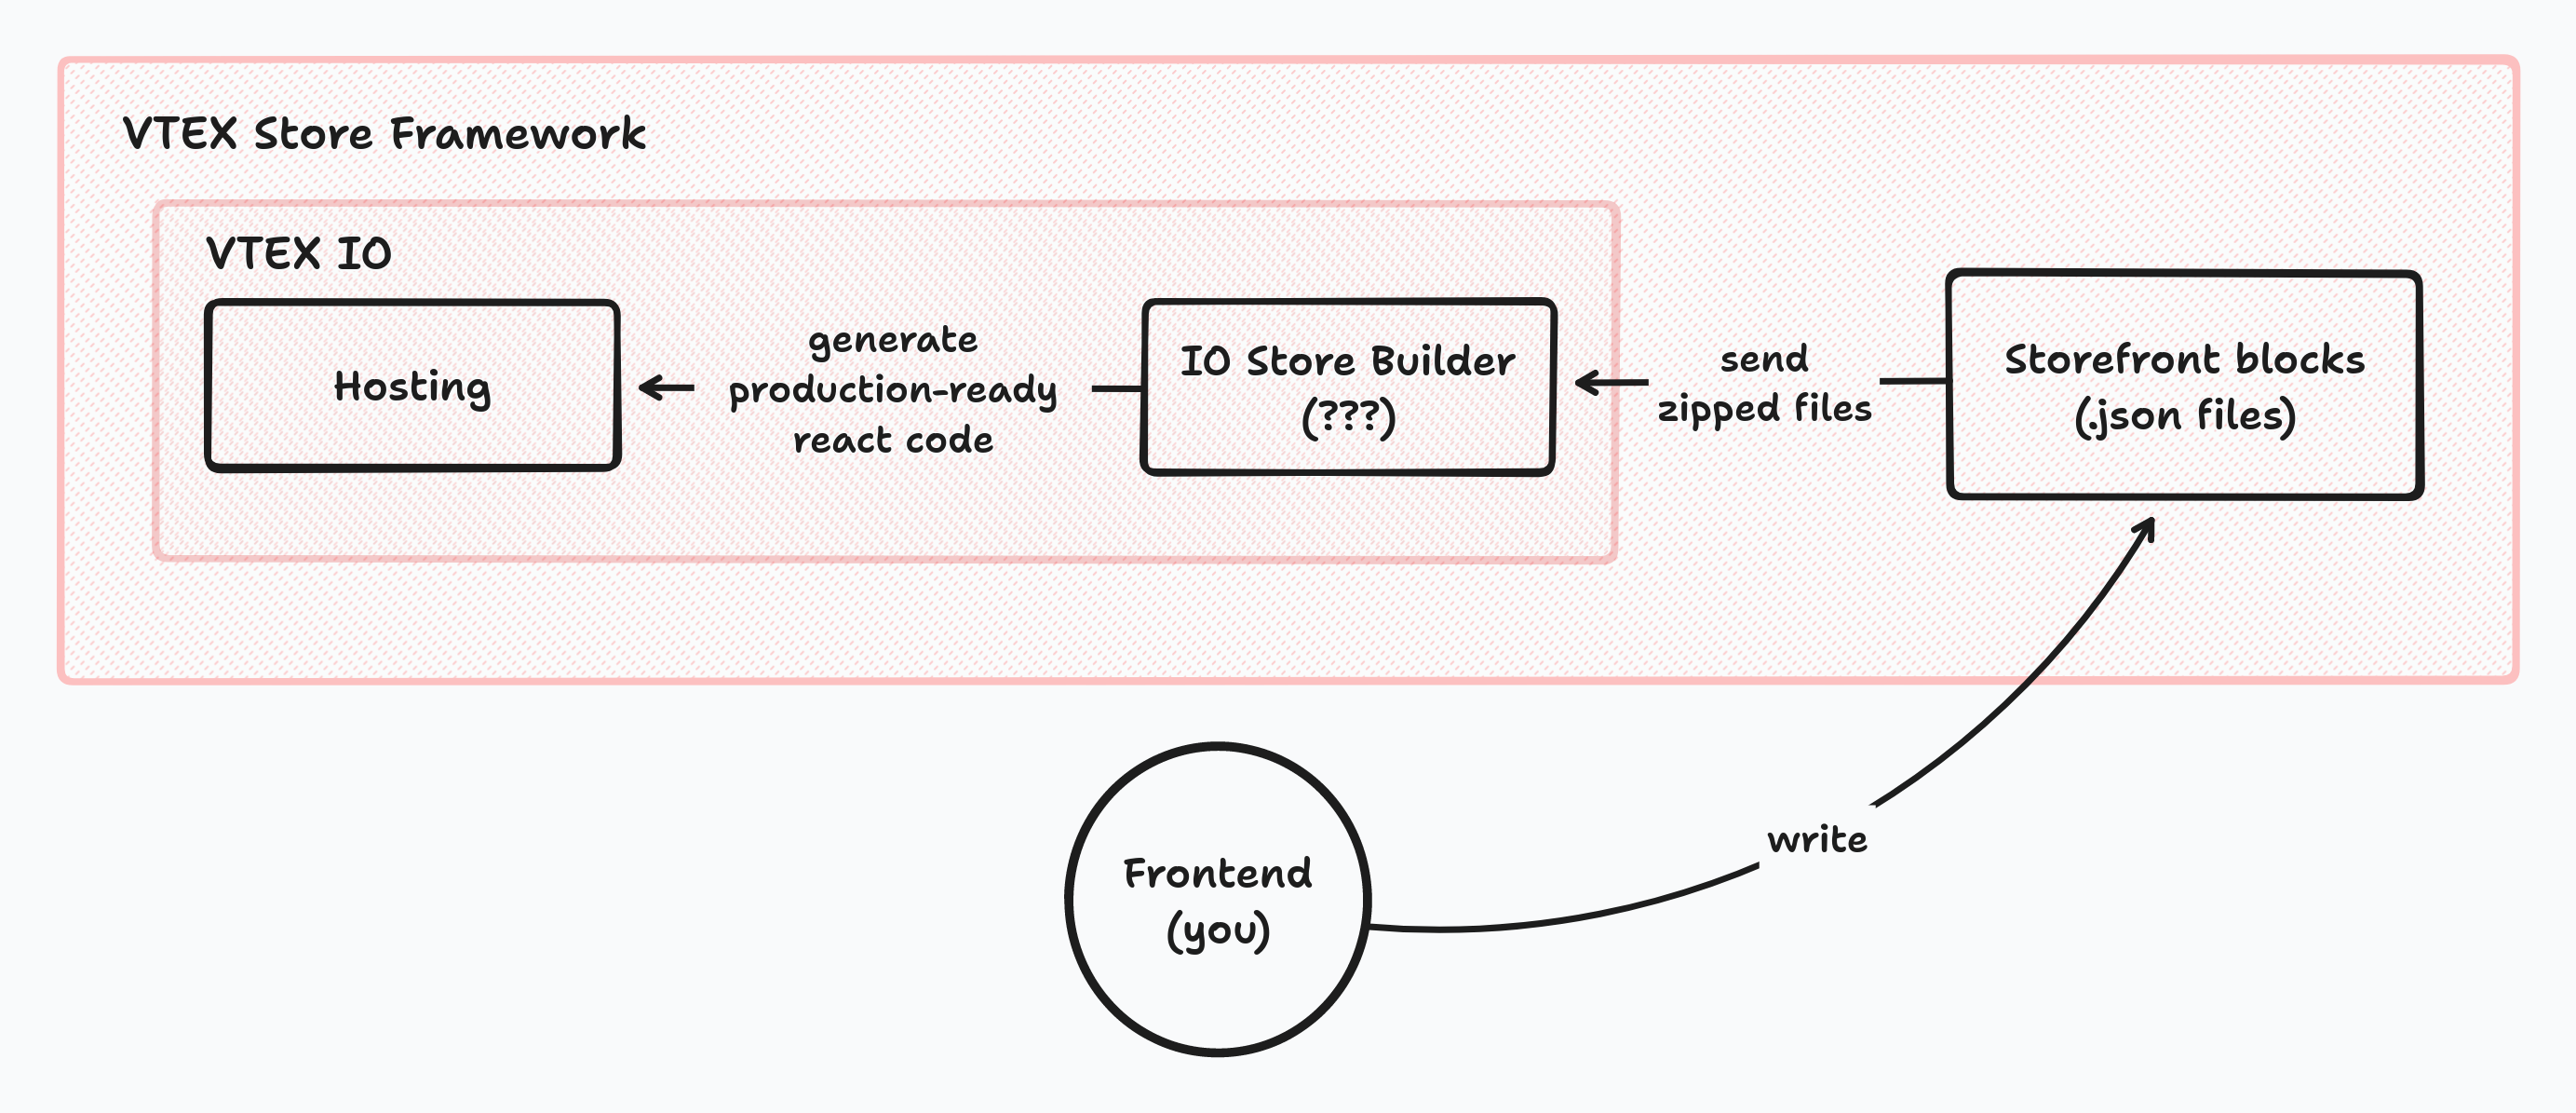 VTEX Store Framework
VTEX IO
Hosting
generate
production-ready
react code
IO Store Builder
(???)
send
zipped files
Storefront blocks
(.json files)
write
Frontend
(you)